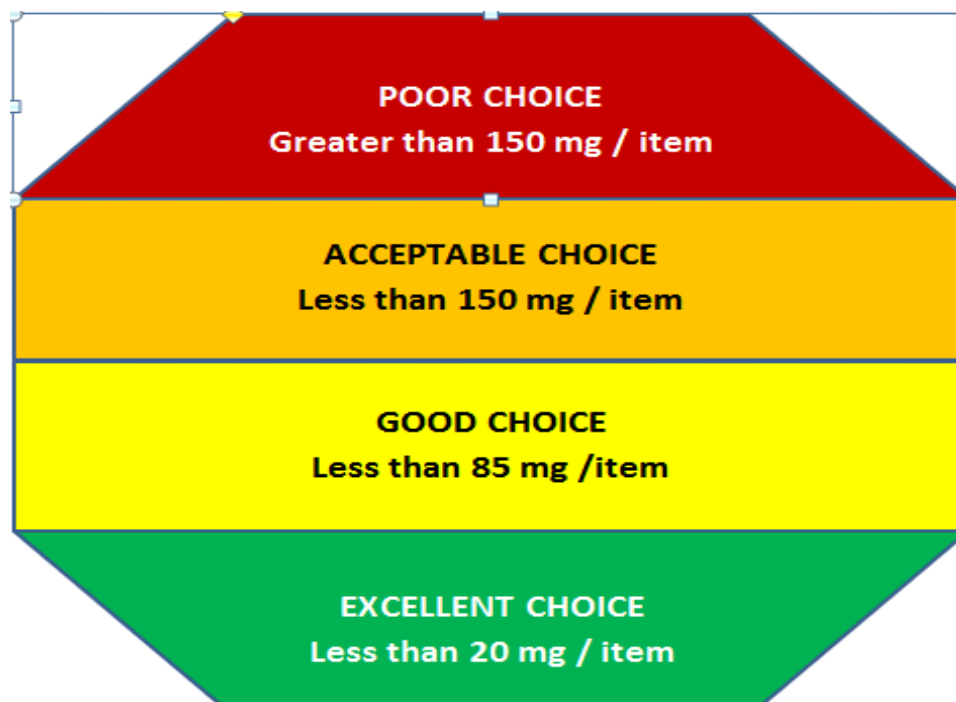 POOR CHOICE
Greater than 150 mg / item
ACCEPTABLE CHOICE
Less than 150 mg / item
GOOD CHOICE
Less than 85 mg /item
EXCELLENT CHOICE
Less than 20 mg / item